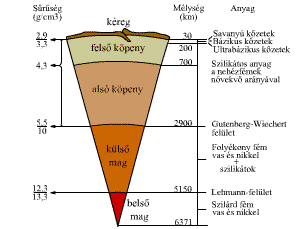 Sűrűség
(g/cm3)
Mélység
(km)
Anyag
kéreg
2,9
3,3
30
200
Savanyú kőzetek
Bázikus kőzetek
Ultrabázikus kőzetek
felső köpeny
4,3
700
Szilikátos anyag
a nehézfémek
növekvő arányával
alsó köpeny
5,5
10
2900
Gutenberg-Wiechert
felület
külső
mag
Folyékony fém
vas és nikkel
+
szilikátok
12,3
13,3
5150
Lehmann-felület
belső
mag
Szilárd fém
vas és nikkel
6371